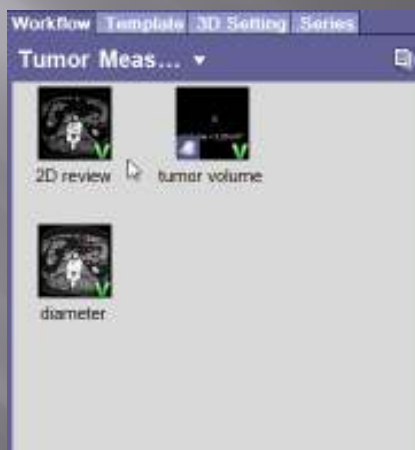 Workflow Template 3D Setting Series
Tumor Meas... ▾
2D review tumor volume
diameter